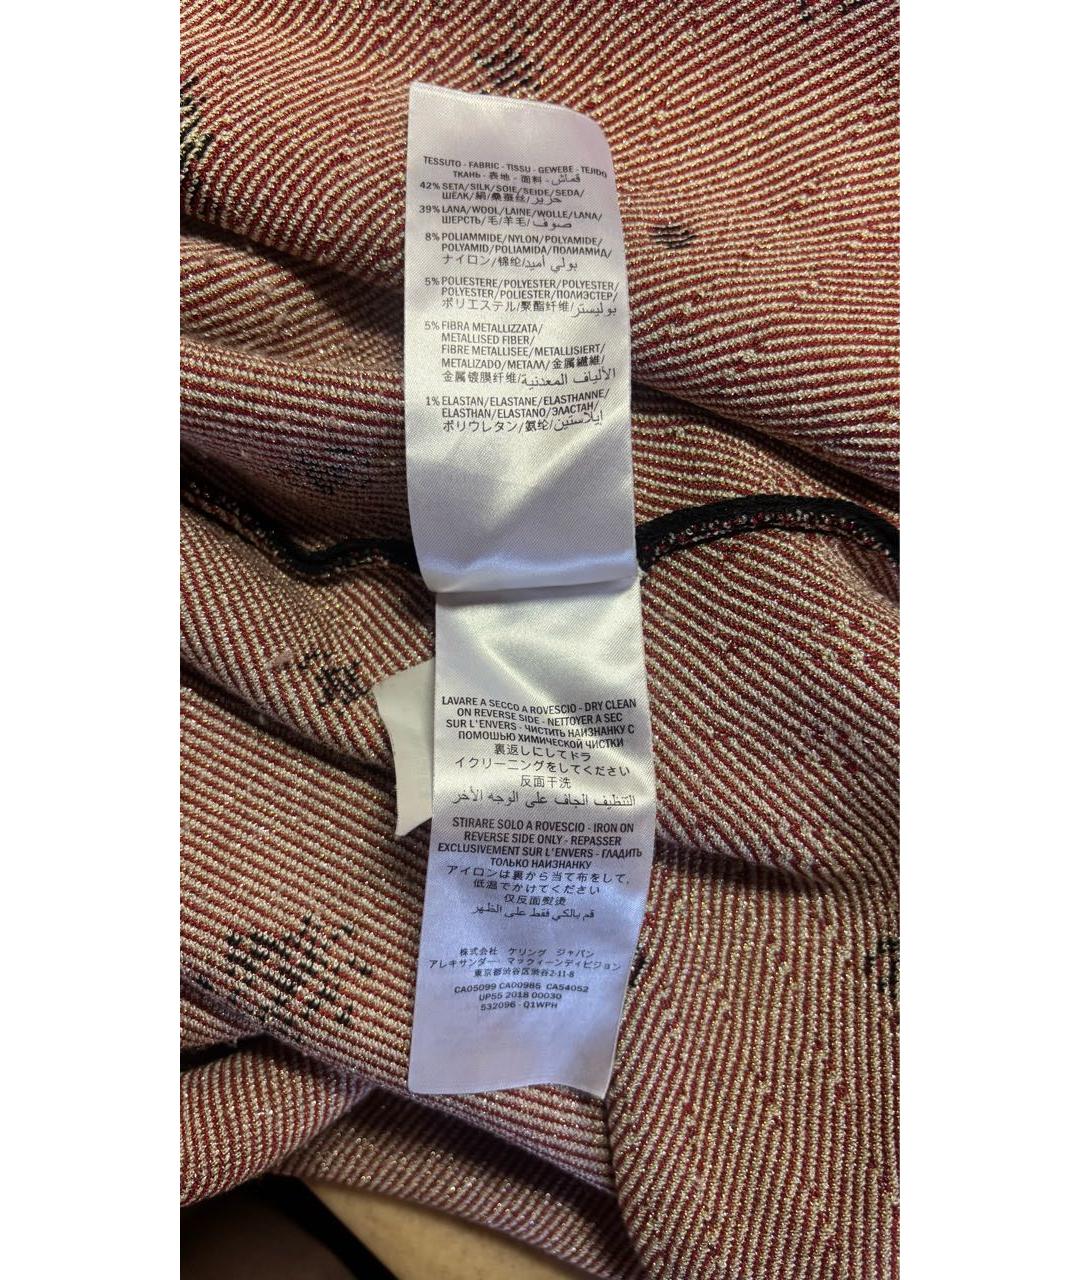 TESSUTO - FABRIC - TISSU - GEWEBE - TEJIDO
ТКАНЬ - 表地 - 面料 - قماش
42% SETA/SILK/SOIE/SEIDE/SEDA/
ШЁЛК/絹/桑蚕丝/حرير
39% LANA/WOOL/LAINE/WOLLE/LANA/
ШЕРСТЬ/毛/羊毛/صوف
8% POLIAMMIDE/NYLON/POLYAMIDE/
POLYAMID/POLIAMIDA/ПОЛИАМИД/
ナイロン/锦纶/بولي أميد
5% POLIESTERE/POLYESTER/POLYESTER/
POLYESTER/POLIESTER/ПОЛИЭСТЕР/
ポリエステル/聚酯纤维/بوليستر
5% FIBRA METALLIZZATA/
METALLISED FIBER/
FIBRE METALLISEE/METALLISIERT/
METALIZADO/МЕТАЛЛ/金属繊維/
金属镀膜纤维/الألياف المعدنية
1% ELASTAN/ELASTANE/ELASTHANNE/
ELASTHAN/ELASTANO/ЭЛАСТАН/
ポリウレタン/氨纶/إيلاستين
LAVARE A SECCO A ROVESCIO - DRY CLEAN
ON REVERSE SIDE - NETTOYER A SEC
SUR L'ENVERS - ЧИСТИТЬ НАИЗНАНКУ С
ПОМОШЬЮ ХИМИЧЕСКОЙ ЧИСТКИ
裏返しにしてドラ
イクリーニングをしてください
反面干洗
التنظيف الجاف على الوجه الأخر
STIRARE SOLO A ROVESCIO - IRON ON
REVERSE SIDE ONLY - REPASSER
EXCLUSIVEMENT SUR L'ENVERS - ГЛАДИТЬ
ТОЛЬКО НАИЗНАНКУ
アイロンは裏から当て布をして、
低温でかけてください
仅反面熨烫
قم بالكي فقط على الظهر
株式会社 ケリング ジャパン
アレキサンダー マックイーンディビジョン
東京都渋谷区渋谷2-11-8
CA05099 CA00985 CA54052
UP55 2018 00030
532096 - Q1WPH